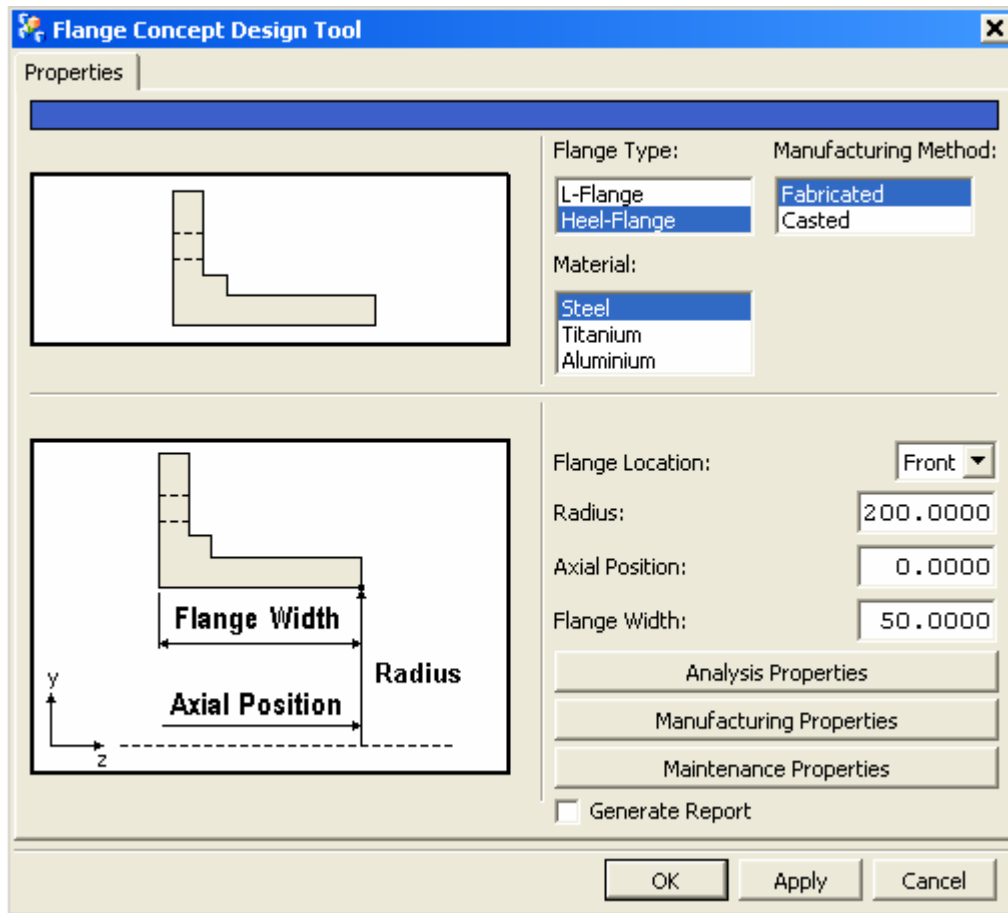 Flange Concept Design Tool
Properties
Flange Type:
Manufacturing Method:
L-Flange
Heel-Flange
Fabricated
Casted
Material:
Steel
Titanium
Aluminium
Flange Width
Radius
Axial Position
y
z
Flange Location:
Front
Radius:
200.0000
Axial Position:
0.0000
Flange Width:
50.0000
Analysis Properties
Manufacturing Properties
Maintenance Properties
Generate Report
OK
Apply
Cancel